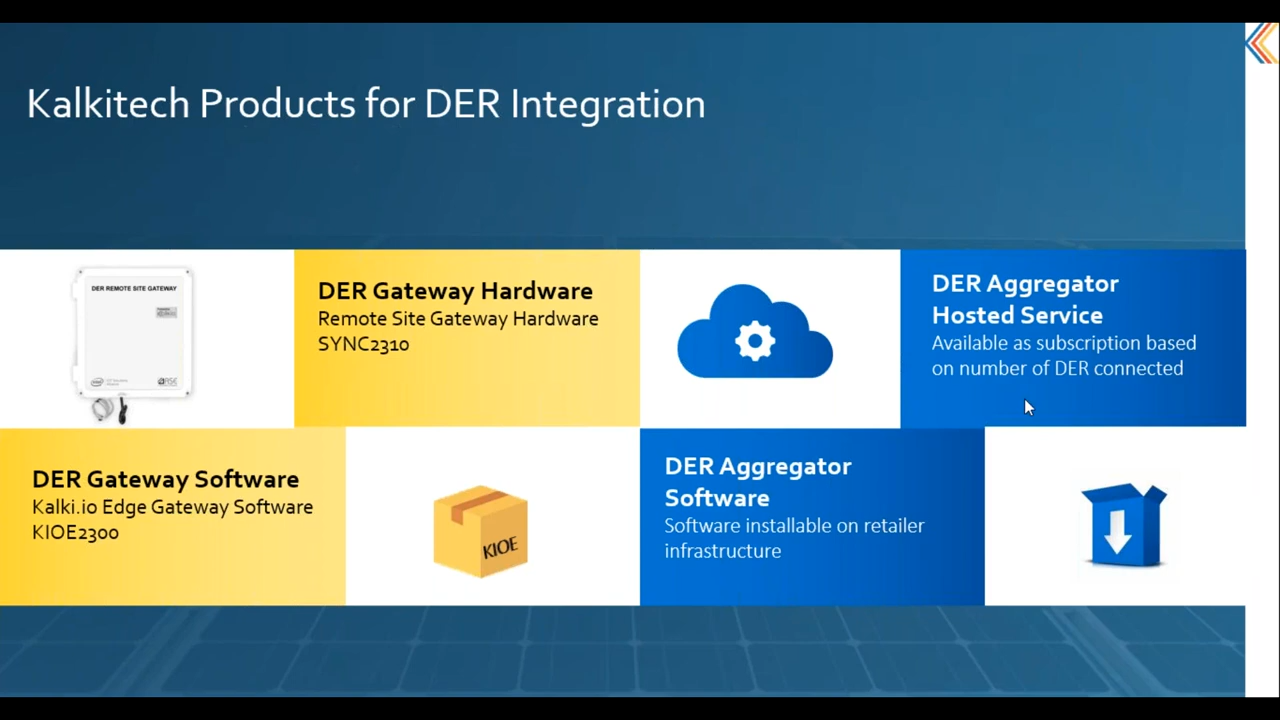 Kalkitech Products for DER Integration
DER REMOTE SITE GATEWAY
DER Gateway Hardware
Remote Site Gateway Hardware
SYNC2310
DER Aggregator
Hosted Service
Available as subscription based
on number of DER connected
DER Gateway Software
Kalki.io Edge Gateway Software
KIOE2300
KIOE
DER Aggregator
Software
Software installable on retailer
infrastructure